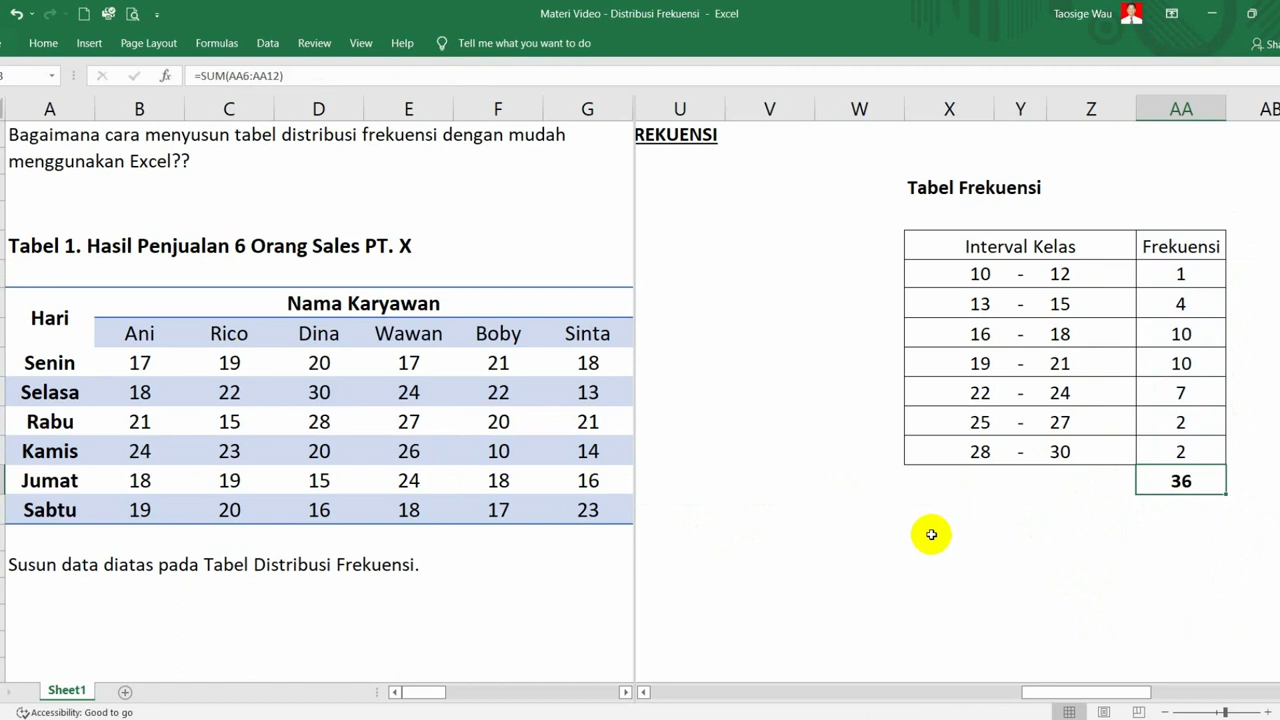 Materi Video - Distribusi Frekuensi - Excel
Taosige Wau
Home Insert Page Layout Formulas Data Review View Help Tell me what you want to do
=SUM(AA6:AA12)
A B C D E F G U V W X Y Z AA AB
Bagaimana cara menyusun tabel distribusi frekuensi dengan mudah
menggunakan Excel??
REKUENSI
Tabel Frekuensi
Tabel 1. Hasil Penjualan 6 Orang Sales PT. X
Hari Nama Karyawan
Ani Rico Dina Wawan Boby Sinta
Senin 17 19 20 17 21 18
Selasa 18 22 30 24 22 13
Rabu 21 15 28 27 20 21
Kamis 24 23 20 26 10 14
Jumat 18 19 15 24 18 16
Sabtu 19 20 16 18 17 23
Susun data diatas pada Tabel Distribusi Frekuensi.
Interval Kelas Frekuensi
10 - 12 1
13 - 15 4
16 - 18 10
19 - 21 10
22 - 24 7
25 - 27 2
28 - 30 2
36
Sheet1
Accessibility: Good to go